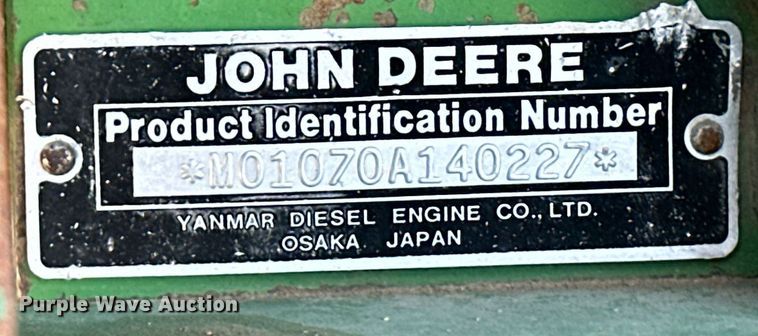 JOHN DEERE
Product Identification Number
*M01070A140227*
YANMAR DIESEL ENGINE CO., LTD.
OSAKA JAPAN
Purple Wave Auction